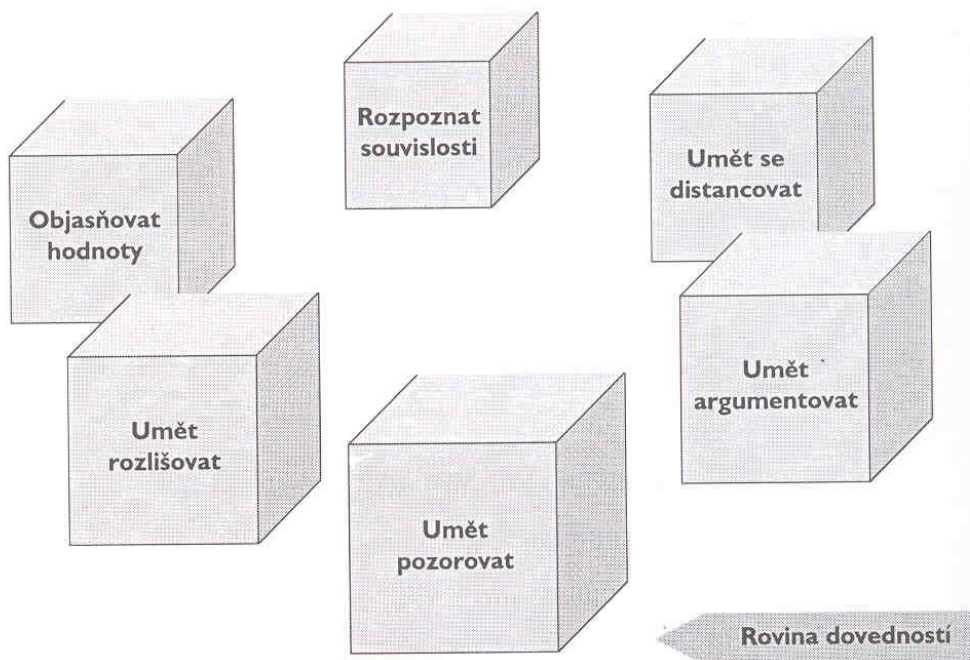 Rozpoznat
souvislosti
Umět se
distancovat
Objasňovat
hodnoty
Umět
argumentovat
Umět
rozlišovat
Umět
pozorovat
Rovina dovedností